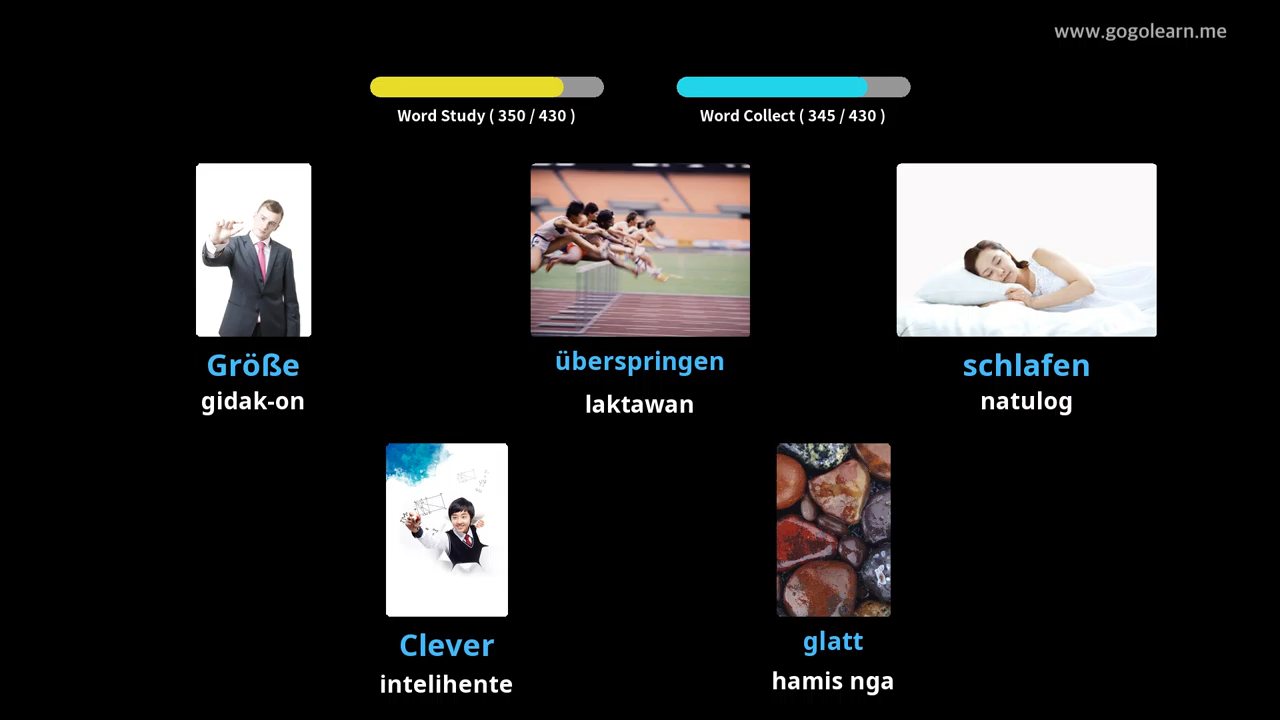 www.gogolearn.me
Word Study ( 350 / 430 )
Word Collect ( 345 / 430 )
Größe
gidak-on
überspringen
laktawan
schlafen
natulog
Clever
intelihente
glatt
hamis nga